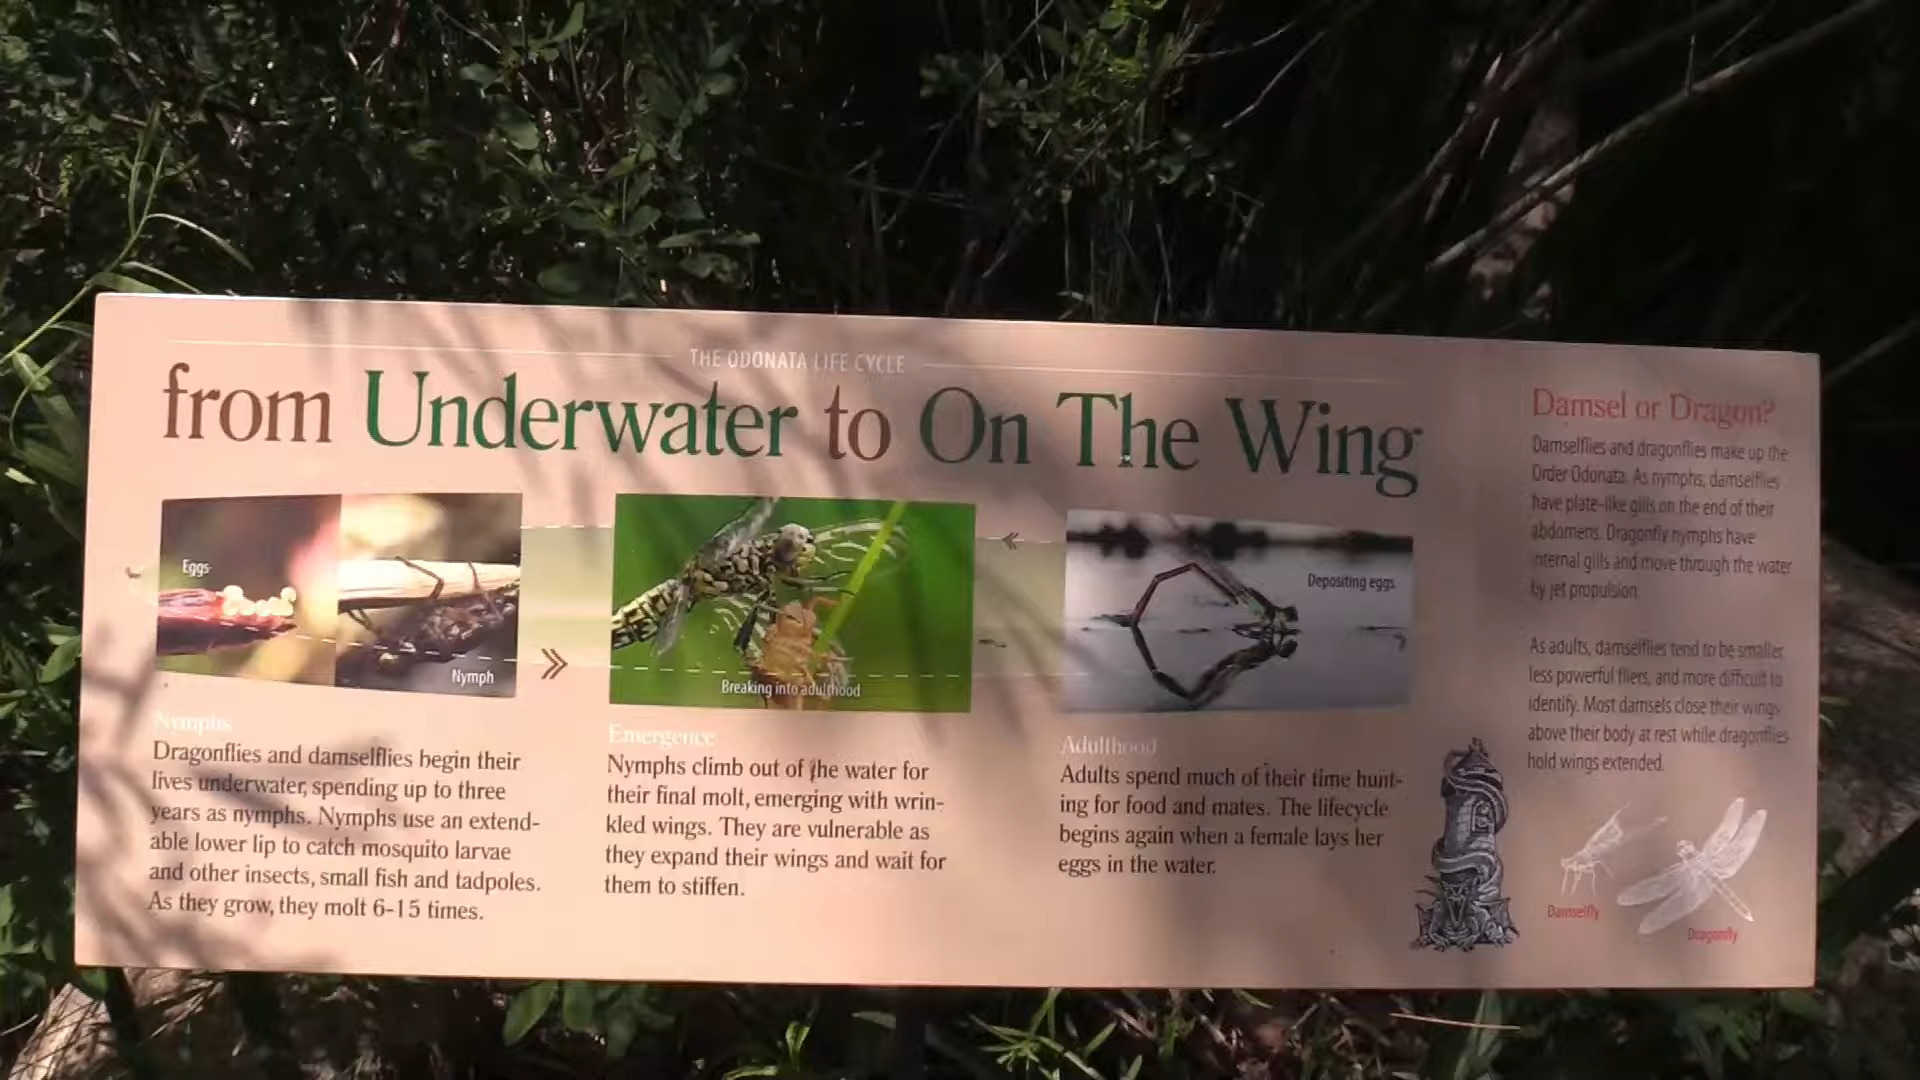 THE ODONATA LIFE CYCLE
from Underwater to On The Wing
Eggs
Nymph
Nymphs
Dragonflies and damselflies begin their
lives underwater, spending up to three
years as nymphs. Nymphs use an extend-
able lower lip to catch mosquito larvae
and other insects, small fish and tadpoles.
As they grow, they molt 6-15 times.
Breaking into adulthood
Emergence
Nymphs climb out of the water for
their final molt, emerging with wrin-
kled wings. They are vulnerable as
they expand their wings and wait for
them to stiffen.
Depositing eggs
Adulthood
Adults spend much of their time hunt-
ing for food and mates. The lifecycle
begins again when a female lays her
eggs in the water.
Damsel or Dragon?
Damselflies and dragonflies make up the
Order Odonata. As nymphs, damselflies
have plate-like gills on the end of their
abdomens. Dragonfly nymphs have
internal gills and move through the water
by jet propulsion.
As adults, damselflies tend to be smaller,
less powerful fliers, and more difficult to
identify. Most damsels close their wings
above their body at rest while dragonflies
hold wings extended.
Damselfly
Dragonfly